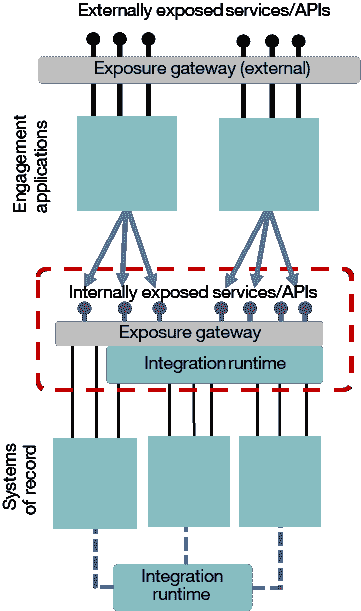 Externally exposed services/APIs
Exposure gateway (external)
Engagement
applications
Internally exposed services/APIs
Exposure gateway
Integration runtime
Systems
of record
Integration
runtime